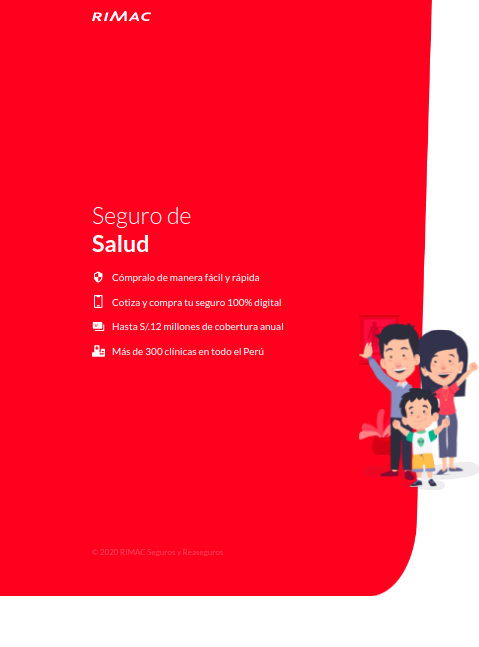 RIMAC
Seguro de
Salud
Cómpralo de manera fácil y rápida
Cotiza y compra tu seguro 100% digital
Hasta S/.12 millones de cobertura anual
Más de 300 clínicas en todo el Perú
© 2020 RIMAC Seguros y Reaseguros